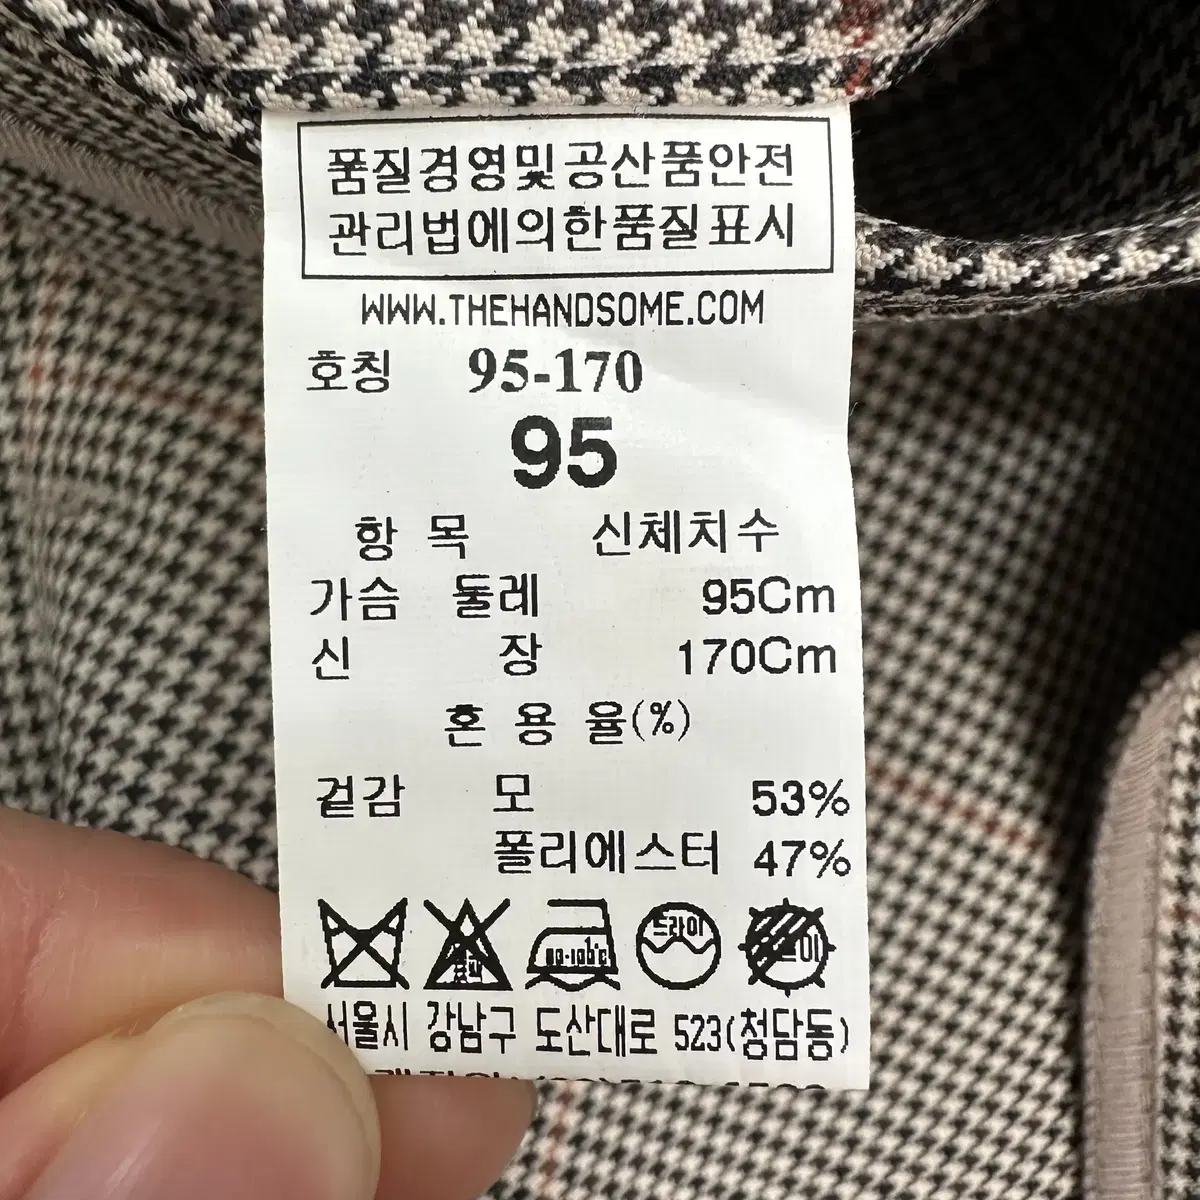 품질경영및공산품안전
관리법에의한품질표시
WWW.THEHANDSOME.COM
호칭 95-170
95
항 목 신체치수
가슴 둘레 95Cm
신 장 170Cm
혼 용 율(%)
겉감 모 53%
폴리에스터 47%
드라이
서울시 강남구 도산대로 523(청담동)